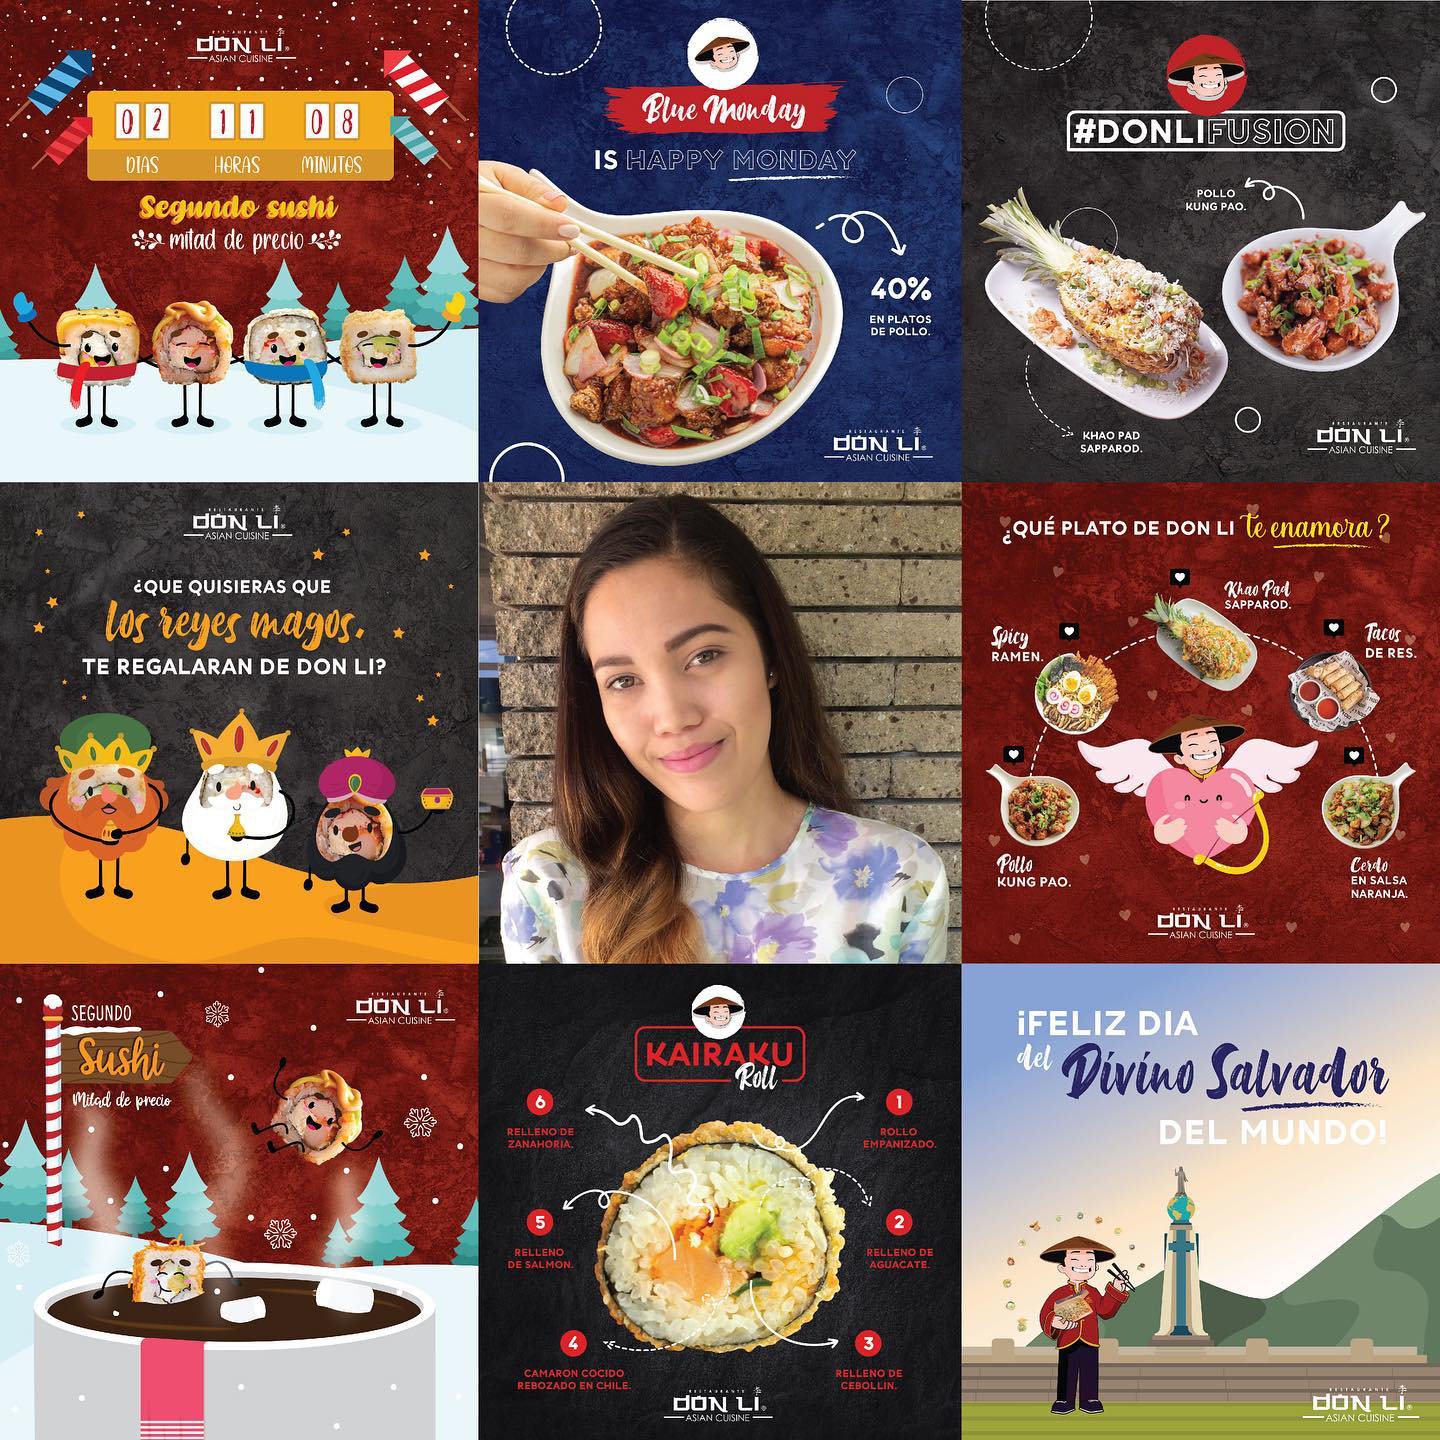 RESTAURANTE
DON LI®
ASIAN CUISINE
02 11 08
DIAS HORAS MINUTOS
Segundo sushi
mitad de precio
Blue Monday
IS HAPPY MONDAY
40%
EN PLATOS
DE POLLO.
RESTAURANTE
DON LI®
ASIAN CUISINE
#DONLIFUSION
POLLO
KUNG PAO.
KHAO PAD
SAPPAROD.
RESTAURANTE
DON LI®
ASIAN CUISINE
RESTAURANTE
DON LI®
ASIAN CUISINE
¿QUE QUISIERAS QUE
los reyes magos.
TE REGALARAN DE DON LI?
¿QUÉ PLATO DE DON LI te enamora?
Khao Pad
SAPPAROD.
Spicy
RAMEN.
Tacos
DE RES.
Pollo
KUNG PAO.
Cerdo
EN SALSA
NARANJA.
RESTAURANTE
DON LI®
ASIAN CUISINE
SEGUNDO
Sushi
Mitad de precio
RESTAURANTE
DON LI®
ASIAN CUISINE
KAIRAKU
Roll
6
RELLENO DE
ZANAHORIA.
1
ROLLO
EMPANIZADO.
5
RELLENO
DE SALMON.
2
RELLENO DE
AGUACATE.
4
CAMARON COCIDO
REBOZADO EN CHILE.
3
RELLENO DE
CEBOLLIN.
RESTAURANTE
DON LI®
ASIAN CUISINE
¡FELIZ DIA
del Divino Salvador
DEL MUNDO!
RESTAURANTE
DON LI®
ASIAN CUISINE